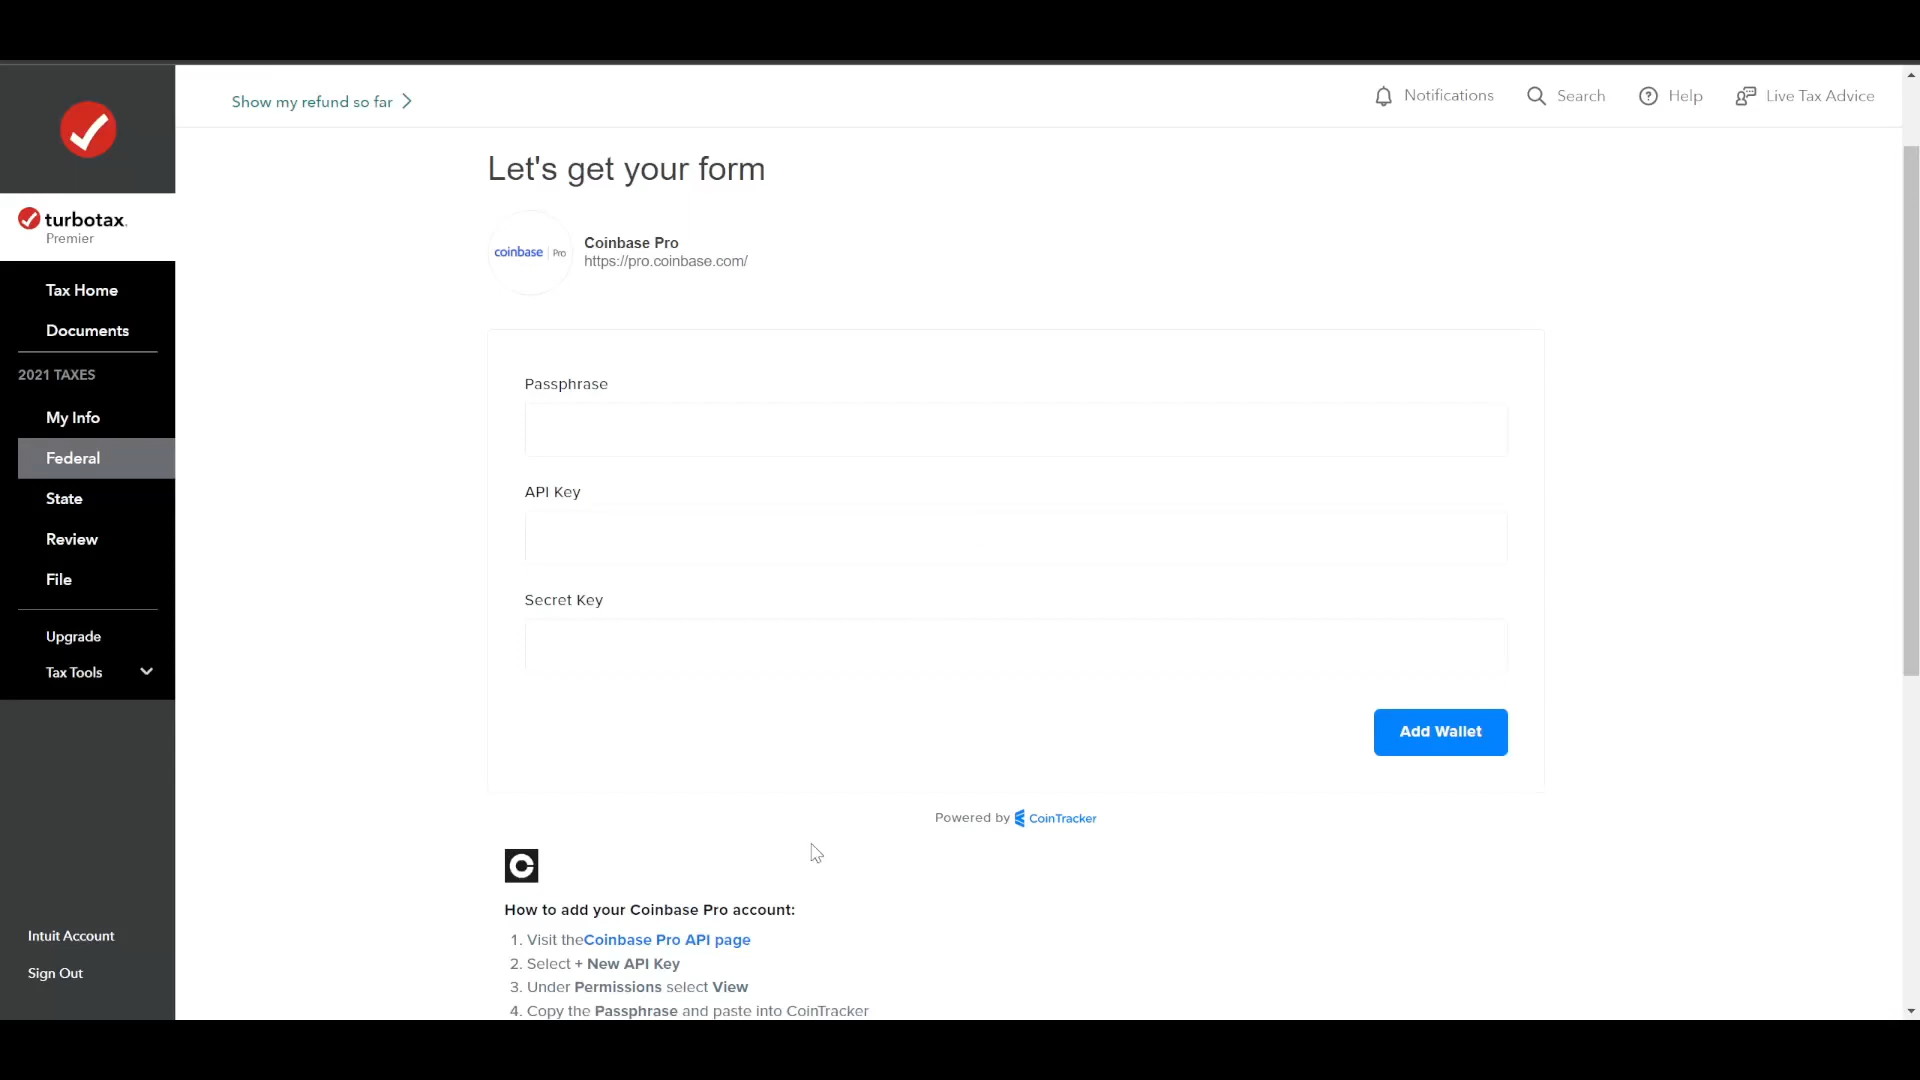 Show my refund so far
Notifications
Search
Help
Live Tax Advice
turbotax.
Premier
Tax Home
Documents
2021 TAXES
My Info
Federal
State
Review
File
Upgrade
Tax Tools
Intuit Account
Sign Out
Let's get your form
coinbase | Pro
Coinbase Pro
https://pro.coinbase.com/
Passphrase
API Key
Secret Key
Add Wallet
Powered by CoinTracker
How to add your Coinbase Pro account:
1. Visit theCoinbase Pro API page
2. Select + New API Key
3. Under Permissions select View
4. Copy the Passphrase and paste into CoinTracker